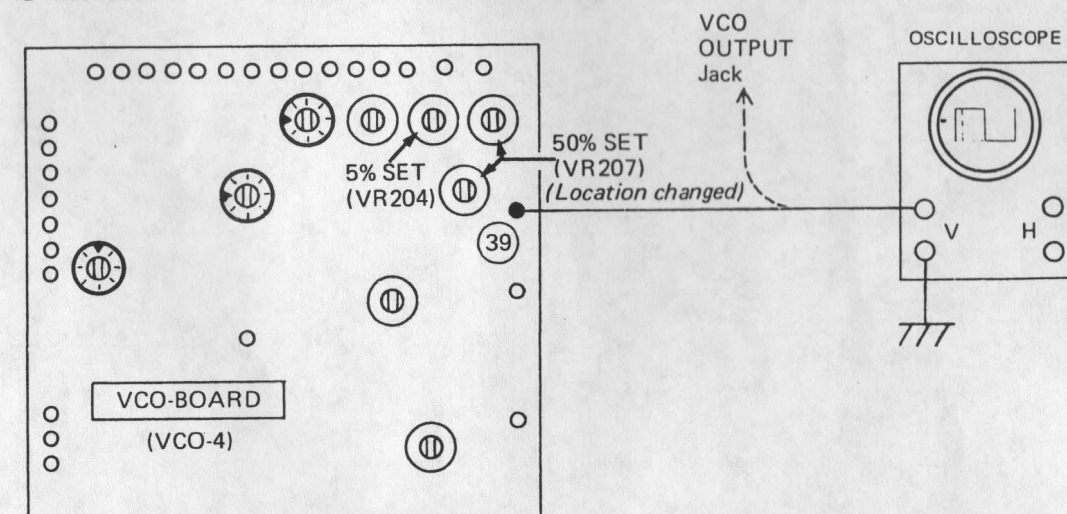 VCO
OUTPUT
Jack
OSCILLOSCOPE
5% SET
(VR204)
50% SET
(VR207)
(Location changed)
39
V
H
VCO-BOARD
(VCO-4)